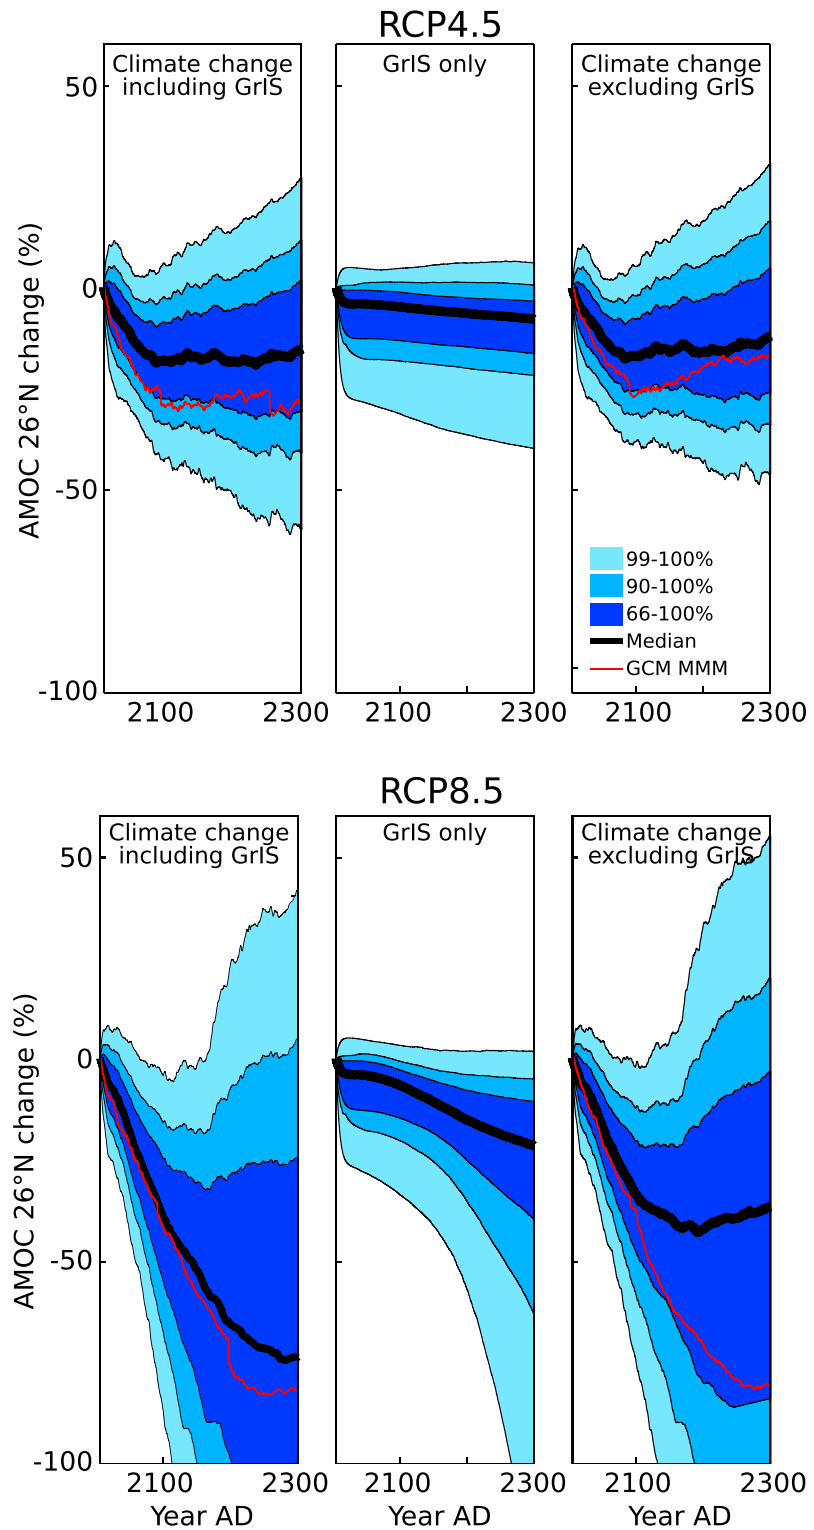 RCP4.5
Climate change
including GrIS
GrIS only
Climate change
excluding GrIS
50
0
-50
-100
AMOC 26°N change (%)
99-100%
90-100%
66-100%
Median
GCM MMM
2100
2300
2100
2300
2100
2300
RCP8.5
Climate change
including GrIS
GrIS only
Climate change
excluding GrIS
50
0
-50
-100
AMOC 26°N change (%)
2100
2300
2100
2300
2100
2300
Year AD
Year AD
Year AD